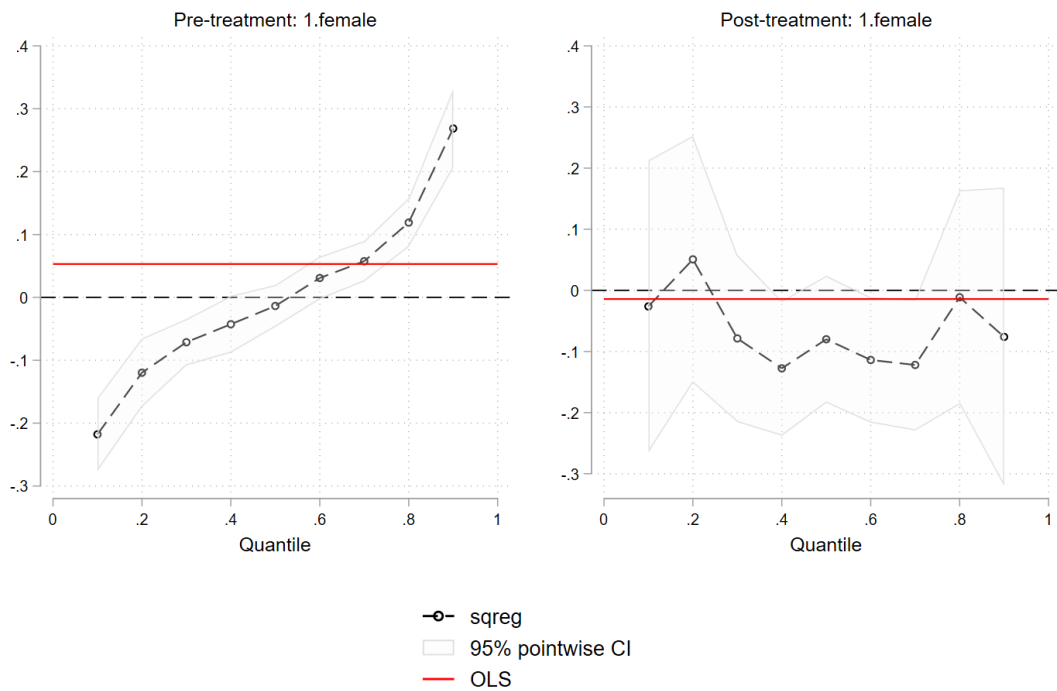 Pre-treatment: 1.female
.4
.3
.2
.1
0
-.1
-.2
-.3
0 .2 .4 .6 .8 1
Quantile
Post-treatment: 1.female
.4
.3
.2
.1
0
-.1
-.2
-.3
0 .2 .4 .6 .8 1
Quantile
sqreg
95% pointwise CI
OLS